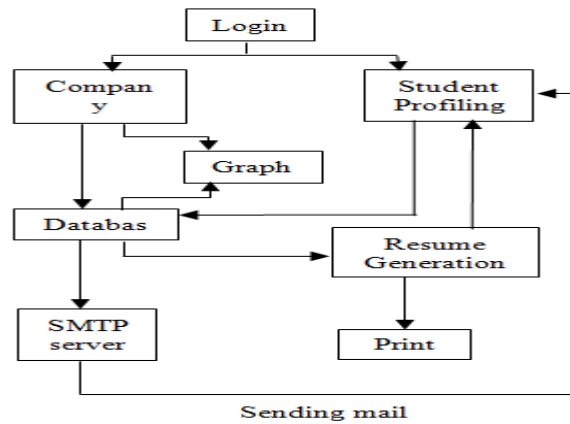 Login
Compan
y
Student
Profiling
Graph
Databas
Resume
Generation
SMTP
server
Print
Sending mail